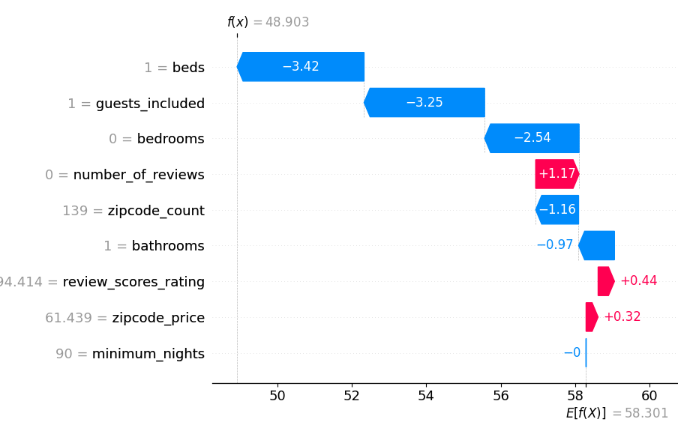 f(x) = 48.903
1 = beds
−3.42
1 = guests_included
−3.25
0 = bedrooms
−2.54
0 = number_of_reviews
+1.17
139 = zipcode_count
−1.16
1 = bathrooms
−0.97
94.414 = review_scores_rating
+0.44
61.439 = zipcode_price
+0.32
90 = minimum_nights
−0
50 52 54 56 58 60
E[f(X)] = 58.301